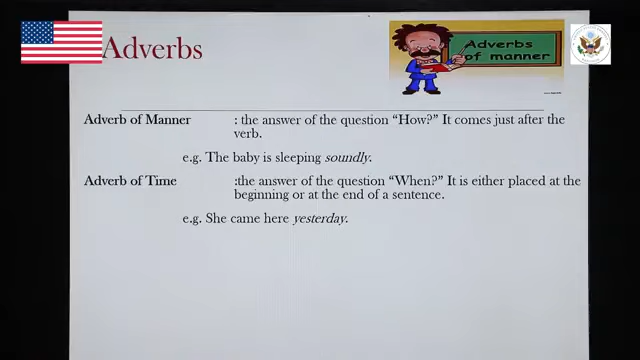 Adverbs
Adverbs
of manner
Adverb of Manner : the answer of the question “How?” It comes just after the
verb.
e.g. The baby is sleeping soundly.
Adverb of Time :the answer of the question “When?” It is either placed at the
beginning or at the end of a sentence.
e.g. She came here yesterday.